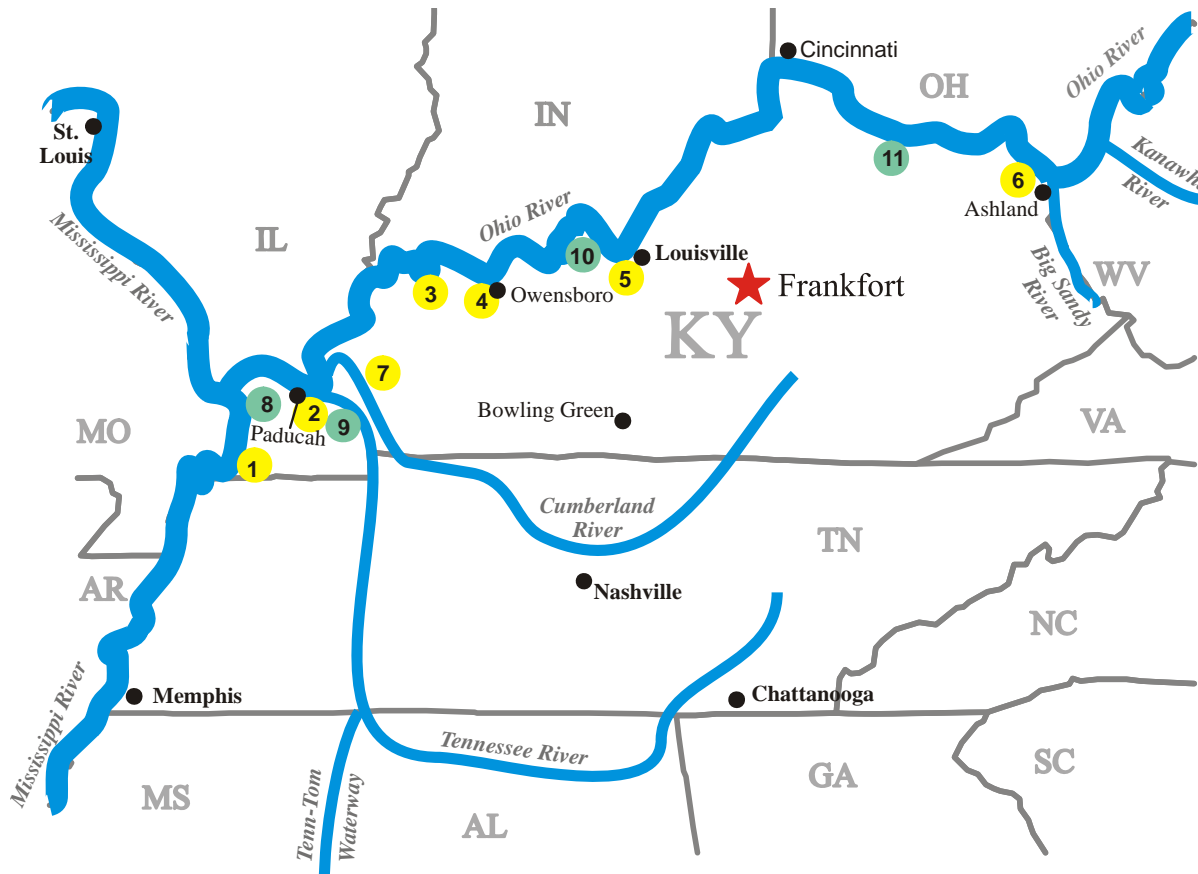 Cincinnati
OH
Ohio River
IN
St.
Louis
11
Kanawh
River
6
Ashland
Mississippi River
IL
Ohio River
10
Louisville
5
3
4
Owensboro
Frankfort
Big Sandy
River
WV
KY
7
8
2
9
Paducah
Bowling Green
MO
VA
1
Cumberland
River
TN
AR
Nashville
NC
Mississippi River
Memphis
Chattanooga
Tennessee River
SC
GA
MS
Tenn-Tom
Waterway
AL